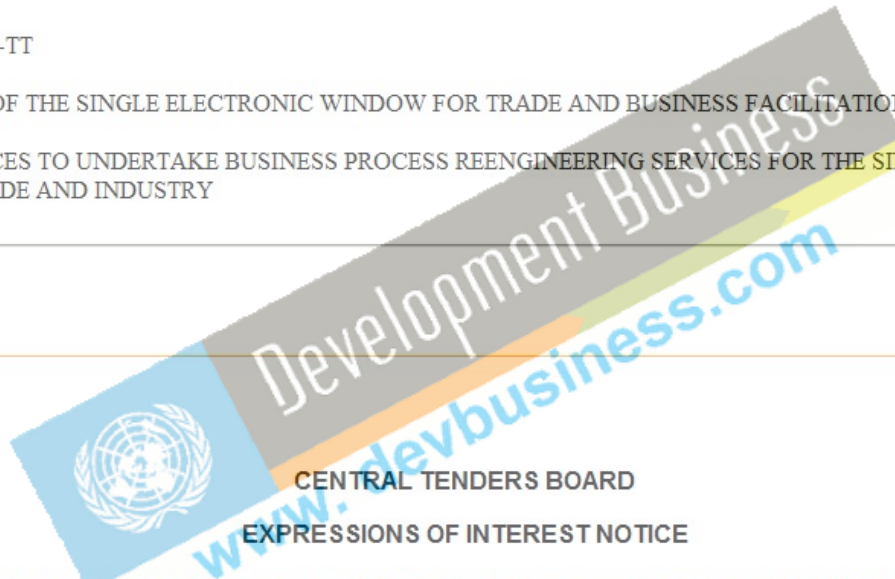 -TT
OF THE SINGLE ELECTRONIC WINDOW FOR TRADE AND BUSINESS FACILITATION
CES TO UNDERTAKE BUSINESS PROCESS REENGINEERING SERVICES FOR THE SI
DE AND INDUSTRY
Development Business
www.devbusiness.com
CENTRAL TENDERS BOARD
EXPRESSIONS OF INTEREST NOTICE